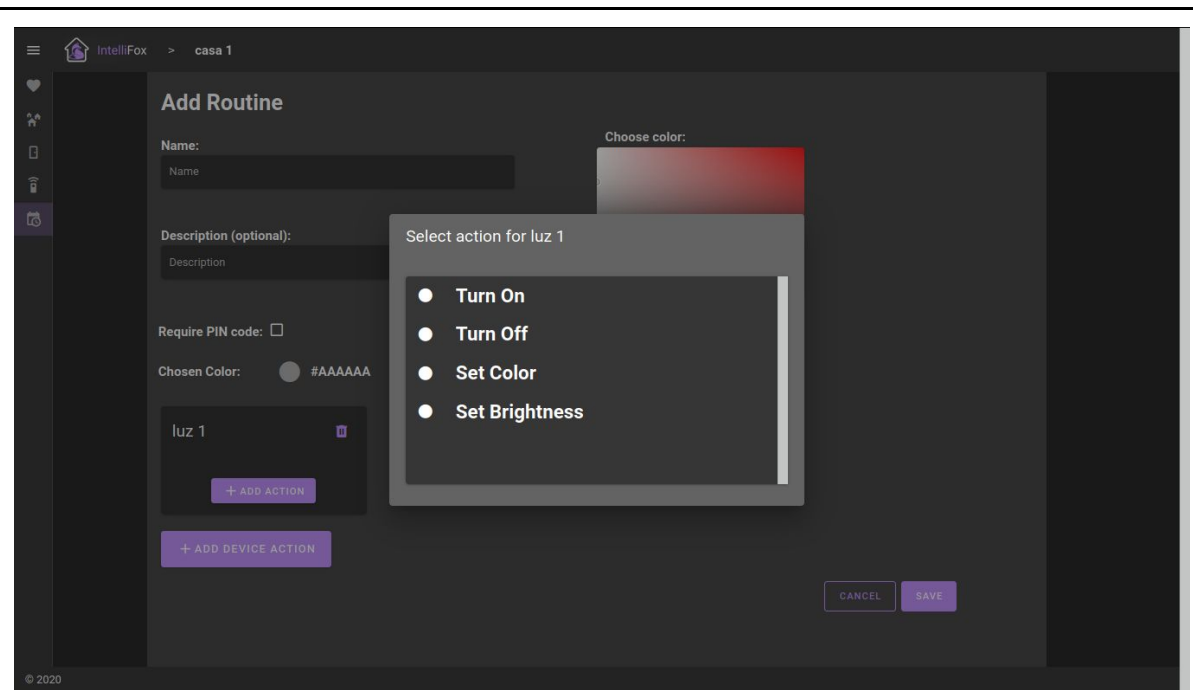 IntelliFox > casa 1
Add Routine
Name:
Name
Choose color:
Description (optional):
Description
Select action for luz 1
Turn On
Turn Off
Set Color
Set Brightness
Require PIN code:
Chosen Color: #AAAAAA
luz 1
+ ADD ACTION
+ ADD DEVICE ACTION
CANCEL SAVE
© 2020